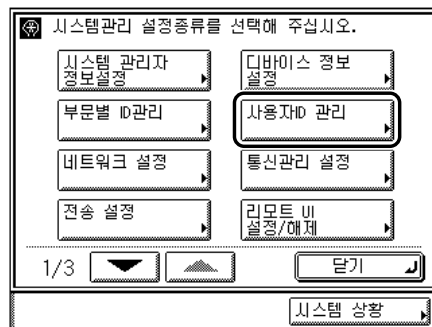 시스템관리 설정종류를 선택해 주십시오.
시스템 관리자
정보설정
디바이스 정보
설정
부문별 ID관리
사용자ID 관리
네트워크 설정
통신관리 설정
전송 설정
리모트 UI
설정/해제
1/3
닫기
시스템 상황